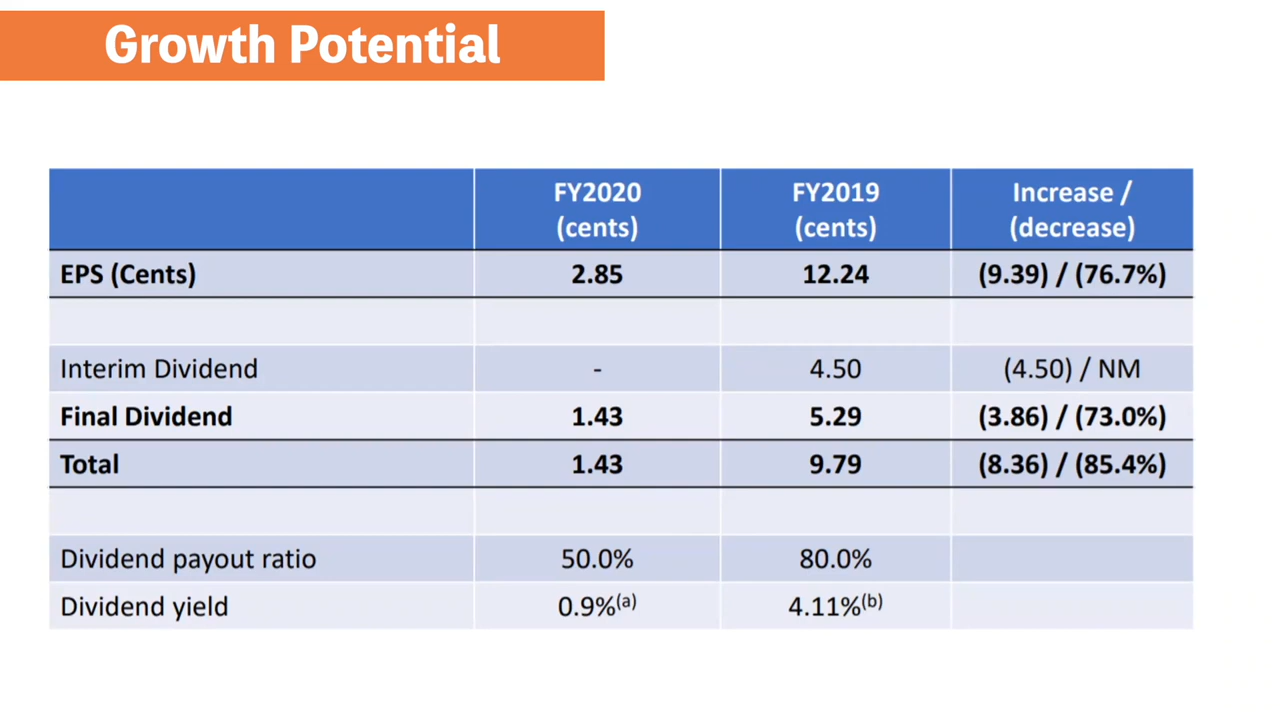 Growth Potential
FY2020 (cents) FY2019 (cents) Increase / (decrease)
EPS (Cents) 2.85 12.24 (9.39) / (76.7%)
Interim Dividend - 4.50 (4.50) / NM
Final Dividend 1.43 5.29 (3.86) / (73.0%)
Total 1.43 9.79 (8.36) / (85.4%)
Dividend payout ratio 50.0% 80.0%
Dividend yield 0.9%(a) 4.11%(b)